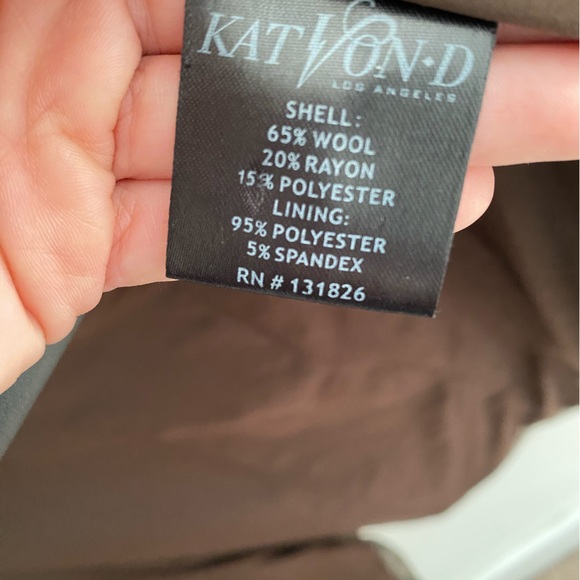 KAT VON·D
LOS ANGELES
SHELL:
65% WOOL
20% RAYON
15% POLYESTER
LINING:
95% POLYESTER
5% SPANDEX
RN # 131826